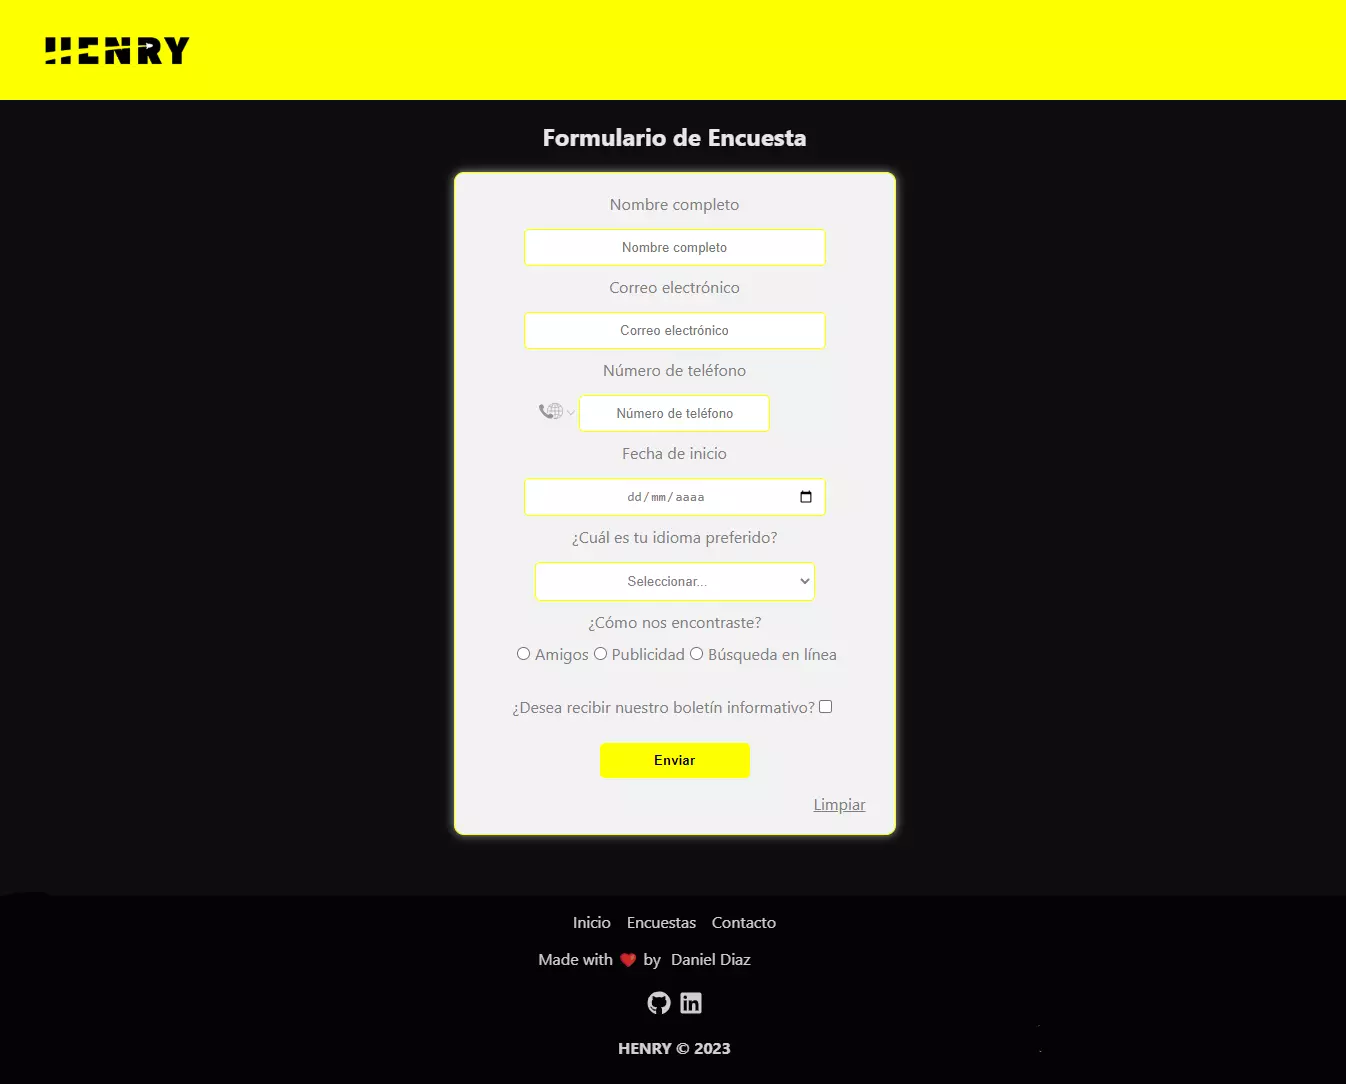 HENRY
Formulario de Encuesta
Nombre completo
Nombre completo
Correo electrónico
Correo electrónico
Número de teléfono
Número de teléfono
Fecha de inicio
dd/mm/aaaa
¿Cuál es tu idioma preferido?
Seleccionar...
¿Cómo nos encontraste?
Amigos Publicidad Búsqueda en línea
¿Desea recibir nuestro boletín informativo?
Enviar
Limpiar
Inicio Encuestas Contacto
Made with ❤️ by Daniel Diaz
in
HENRY © 2023